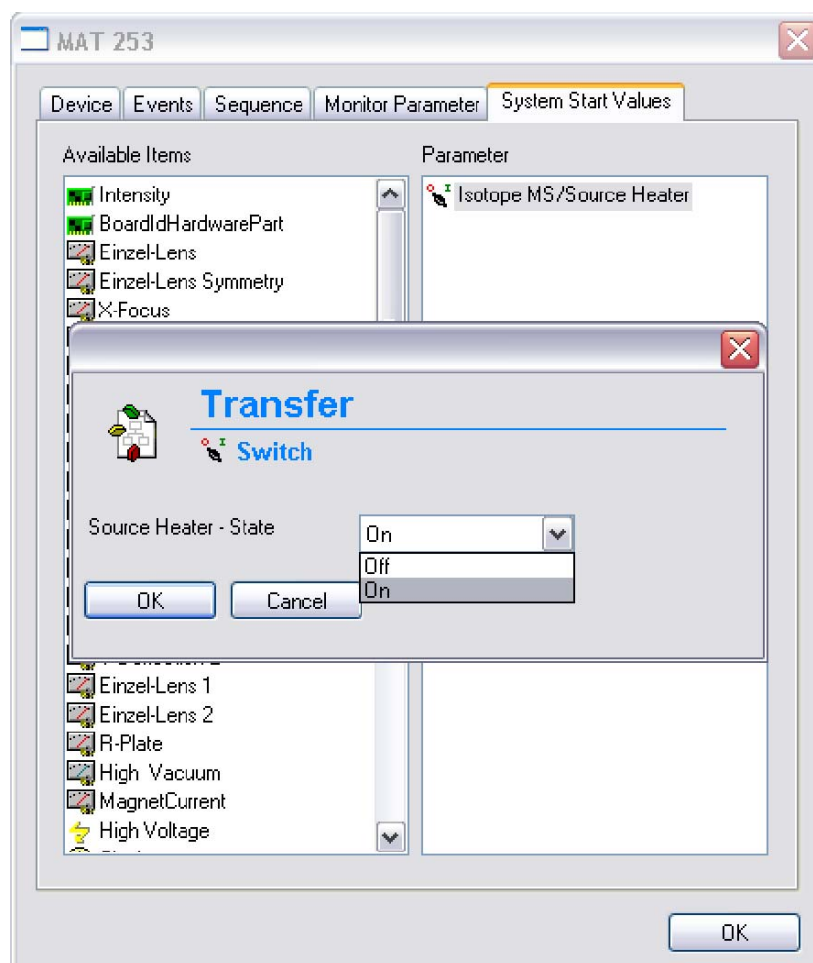 MAT 253
Device Events Sequence Monitor Parameter System Start Values
Available Items
Parameter
Intensity
BoardIdHardwarePart
Einzel-Lens
Einzel-Lens Symmetry
X-Focus
Isotope MS/Source Heater
Transfer
Switch
Source Heater - State
On
Off
On
OK
Cancel
Einzel-Lens 1
Einzel-Lens 2
R-Plate
High Vacuum
MagnetCurrent
High Voltage
OK